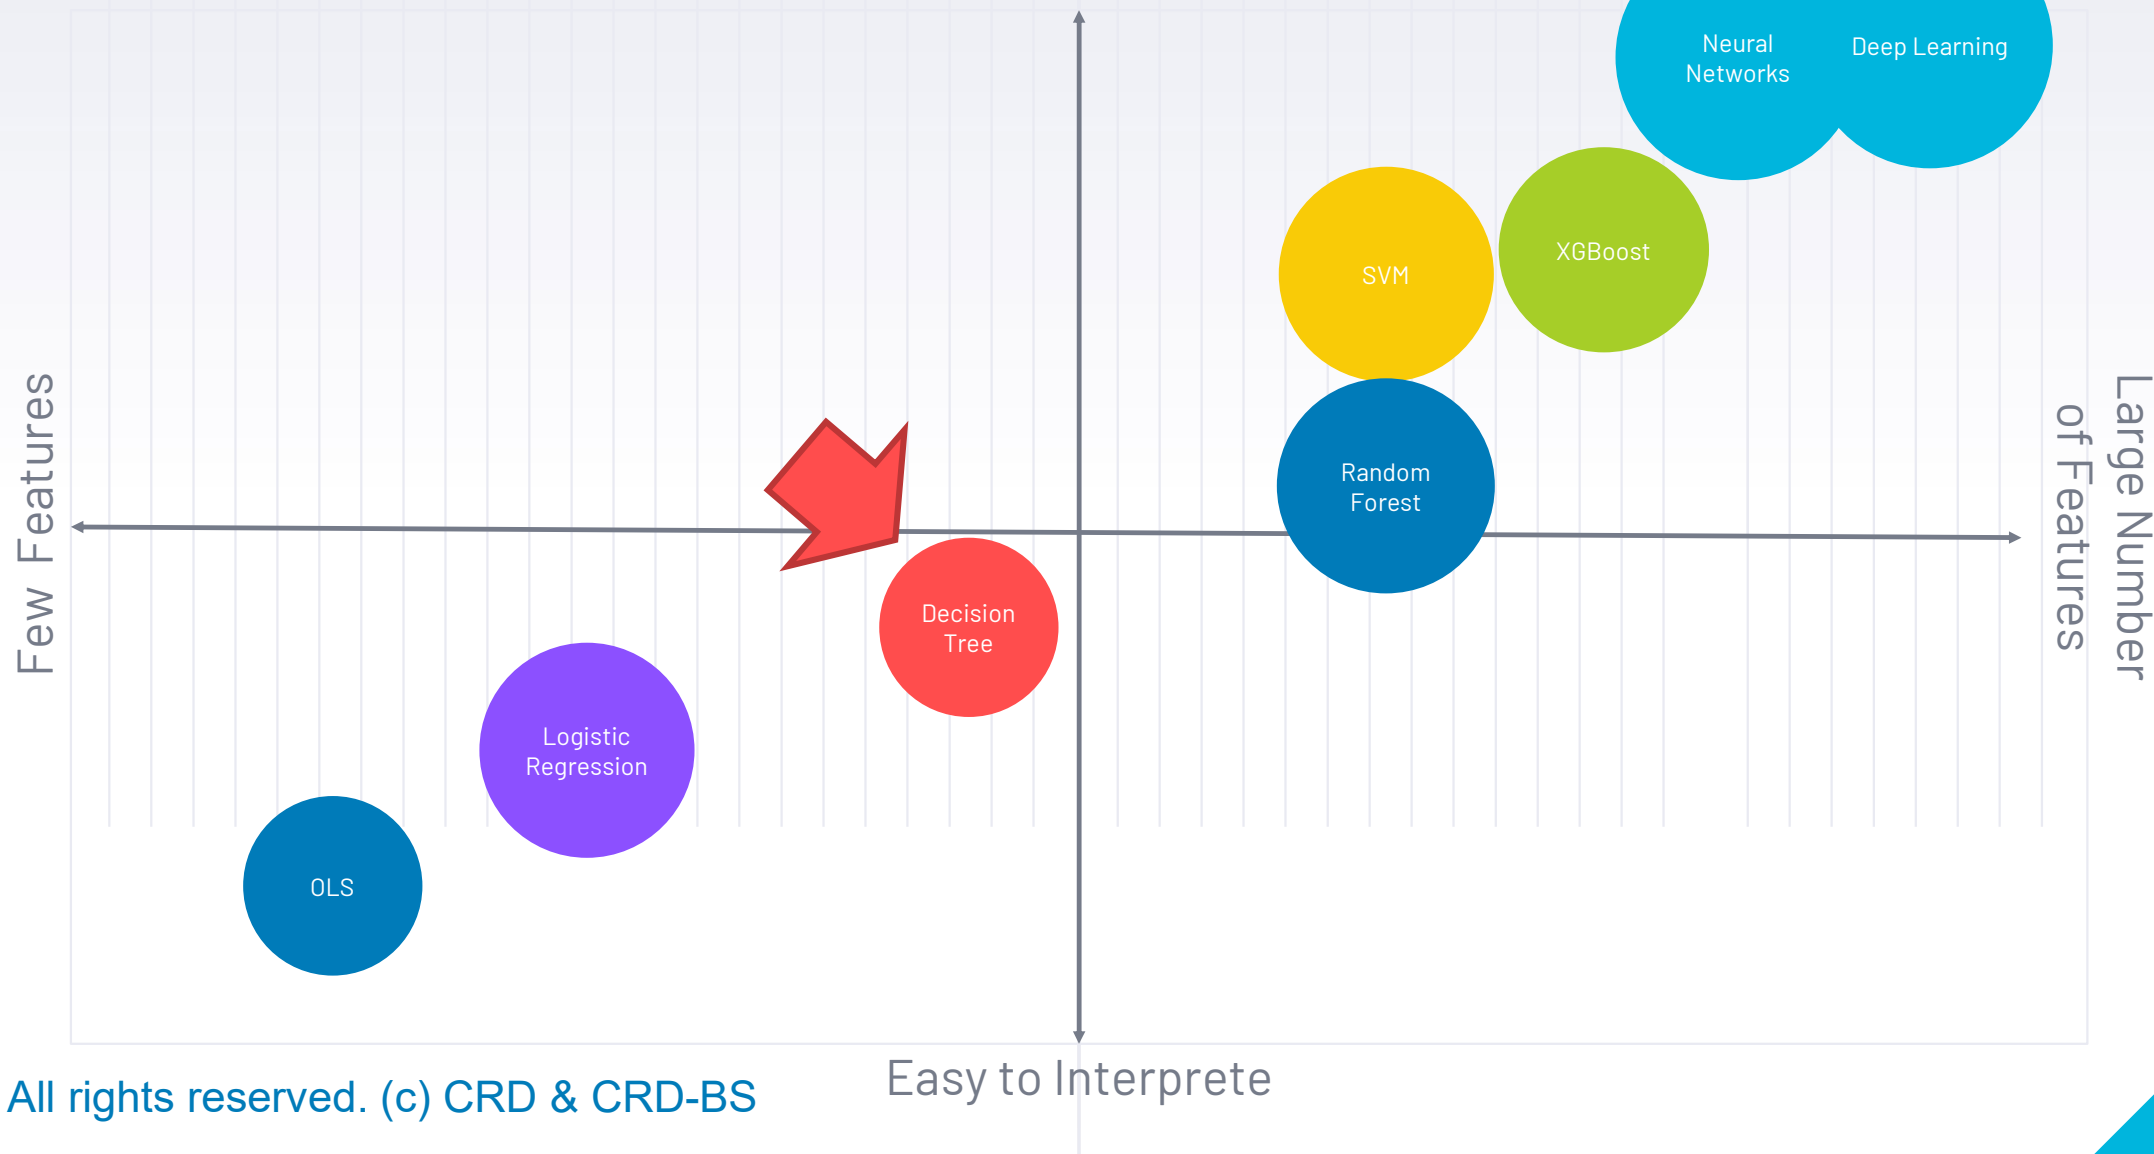 Neural
Networks
Deep Learning
XGBoost
SVM
Random
Forest
Few Features
Large Number
of Features
Decision
Tree
Logistic
Regression
OLS
Easy to Interprete
All rights reserved. (c) CRD & CRD-BS